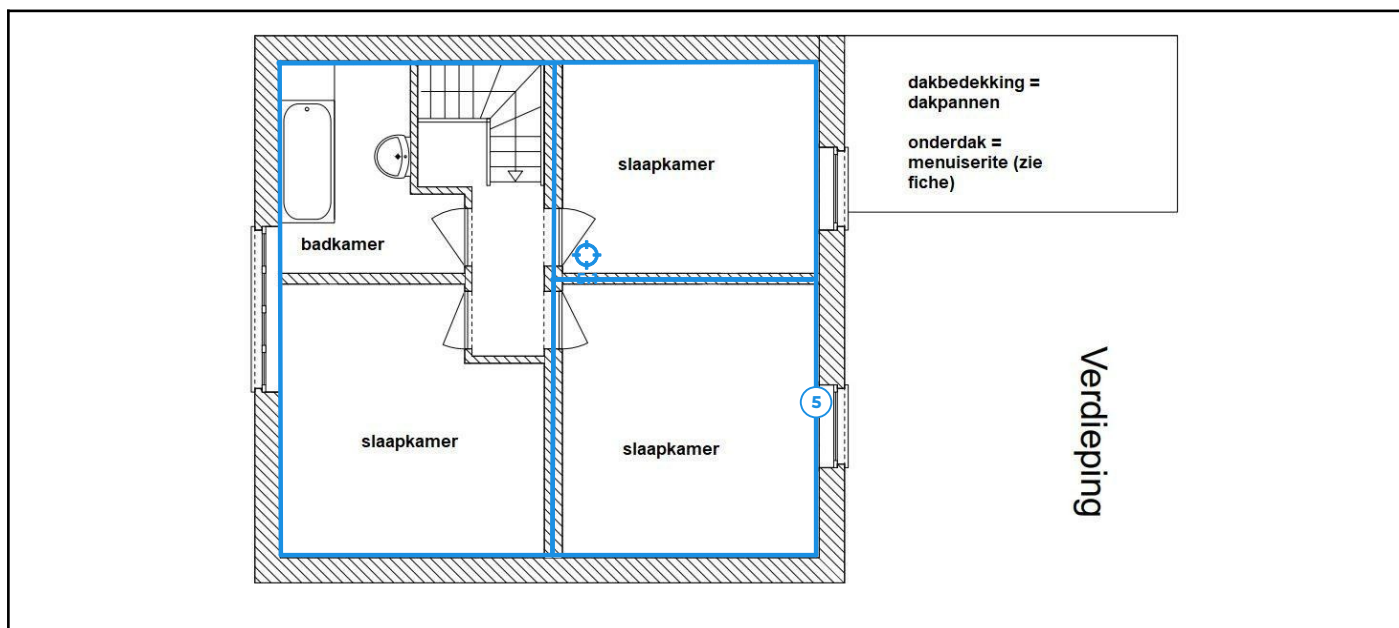 dakbedekking =
dakpannen
onderdak =
menuiserite (zie
fiche)
slaapkamer
badkamer
slaapkamer
slaapkamer
5
Verdieping